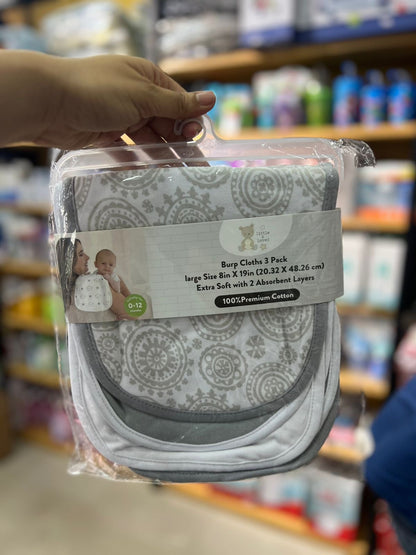 Burp Cloths 3 Pack
large Size 8in X 19in (20.32 X 48.26 cm)
Extra Soft with 2 Absorbent Layers
100%Premium Cotton
0-12